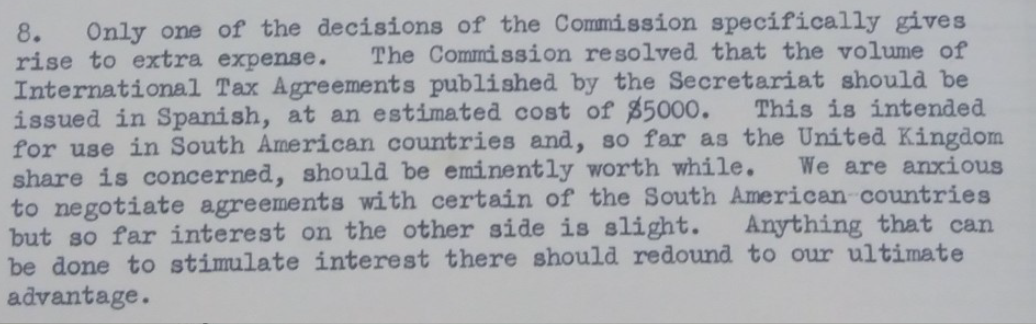 8.   Only one of the decisions of the Commission specifically gives
rise to extra expense.   The Commission resolved that the volume of
International Tax Agreements published by the Secretariat should be
issued in Spanish, at an estimated cost of $5000.   This is intended
for use in South American countries and, so far as the United Kingdom
share is concerned, should be eminently worth while.   We are anxious
to negotiate agreements with certain of the South American countries
but so far interest on the other side is slight.   Anything that can
be done to stimulate interest there should redound to our ultimate
advantage.